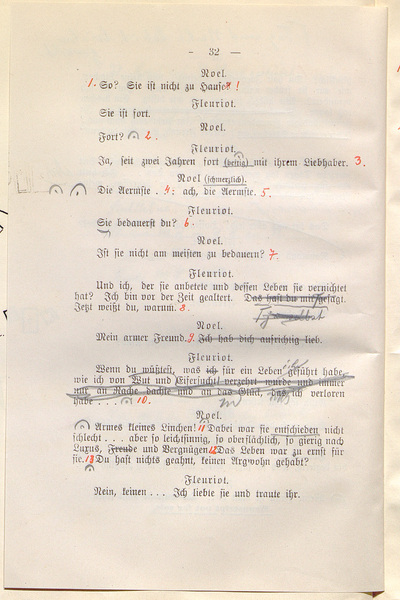 - 32 —
Noel.
1. So? Sie ist nicht zu Hause? !
Fleuriot.
Sie ist fort.
Noel.
Fort? 2.
Fleuriot.
Ja, seit zwei Jahren fort (heftig) mit ihrem Liebhaber. 3.
Noel (schmerzlich).
Die Aermste . 4: ach, die Aermste. 5.
Fleuriot.
Sie bedauerst du? 6.
Noel.
Ist sie nicht am meisten zu bedauern? 7.
Fleuriot.
Und ich, der sie anbetete und dessen Leben sie vernichtet
hat? Ich bin vor der Zeit gealtert. Das hast du mir gesagt.
Jetzt weißt du, warum. 8.
Noel.
Mein armer Freund. 9. Ich hab dich aufrichtig lieb.
Fleuriot.
Wenn du wüßtest, was ich für ein Leben geführt habe,
wie ich von Wut und Eifersucht verzehrt wurde und immer
nur an Rache dachte und an das Glück, das ich verloren
habe . . . 10.
Noel.
Armes kleines Linchen! 11 Dabei war sie entschieden nicht
schlecht . . . aber so leichtsinnig, so oberflächlich, so gierig nach
Luxus, Freude und Vergnügen 12 Das Leben war zu ernst für
sie. 13 Du hast nichts geahnt, keinen Argwohn gehabt?
Fleuriot.
Nein, keinen . . . Ich liebte sie und traute ihr.